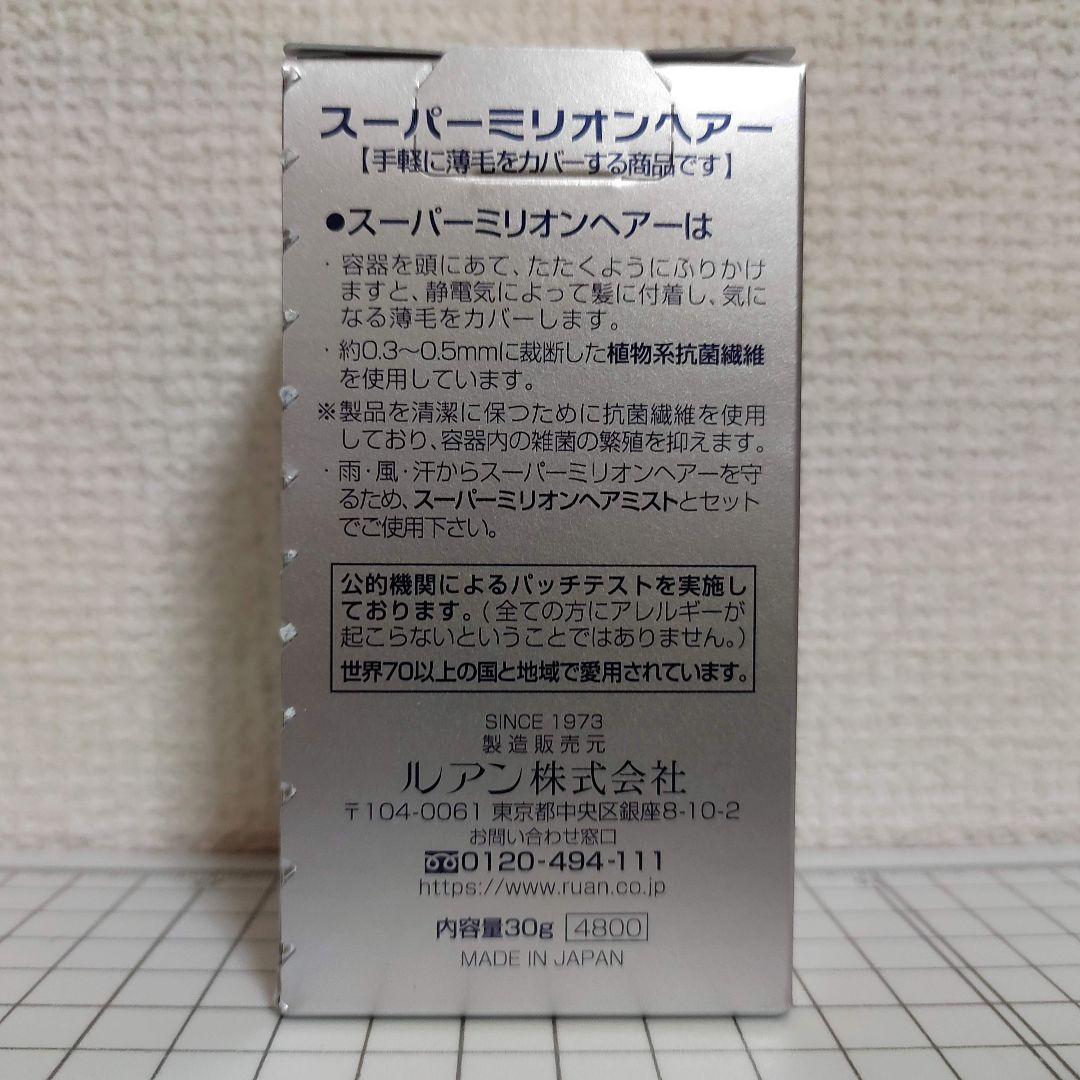 スーパーミリオンヘアー
【手軽に薄毛をカバーする商品です】
●スーパーミリオンヘアーは
・容器を頭にあて、たたくようにふりかけ
ますと、静電気によって髪に付着し、気に
なる薄毛をカバーします。
・約0.3〜0.5mmに裁断した植物系抗菌繊維
を使用しています。
※製品を清潔に保つために抗菌繊維を使用
しており、容器内の雑菌の繁殖を抑えます。
・雨・風・汗からスーパーミリオンヘアーを守
るため、スーパーミリオンヘアミストとセット
でご使用下さい。
公的機関によるパッチテストを実施し
ております。(全ての方にアレルギーが
起こらないということではありません。)
世界70以上の国と地域で愛用されています。
SINCE 1973
製造販売元
ルアン株式会社
〒104-0061 東京都中央区銀座8-10-2
お問い合わせ窓口
0120-494-111
https://www.ruan.co.jp
内容量30g 4800
MADE IN JAPAN